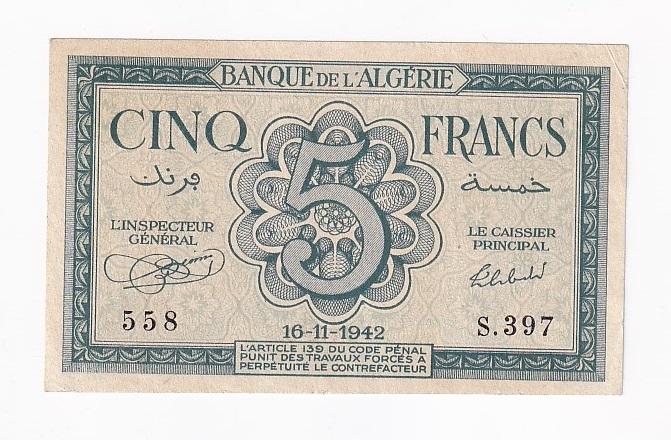 BANQUE DE L'ALGÉRIE
CINQ FRANCS
5
خمسة فرنك
L'INSPECTEUR
GÉNÉRAL
LE CAISSIER
PRINCIPAL
558
S.397
16-11-1942
L'ARTICLE 139 DU CODE PÉNAL
PUNIT DES TRAVAUX FORCÉS A
PERPÉTUITÉ LE CONTREFACTEUR